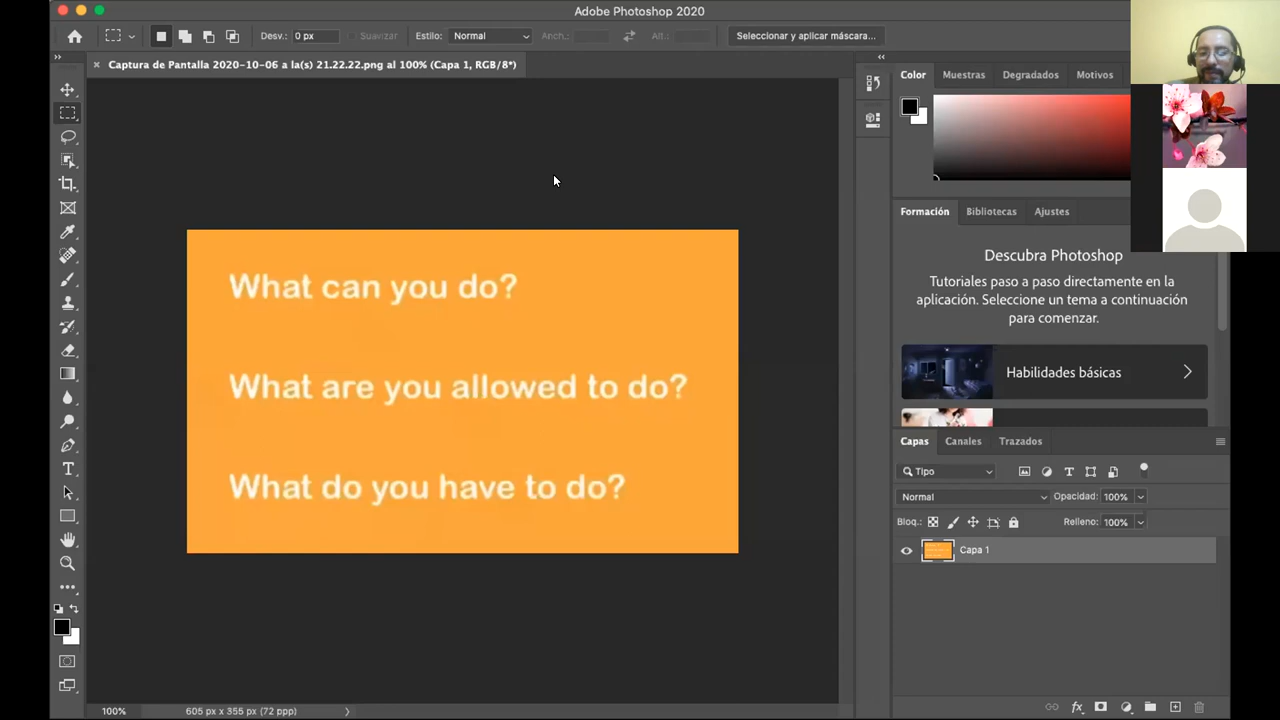 Adobe Photoshop 2020
Desv.: 0 px Suavizar Estilo: Normal Anch.: Alt.: Seleccionar y aplicar máscara...
Captura de Pantalla 2020-10-06 a la(s) 21.22.22.png al 100% (Capa 1, RGB/8*)
Color Muestras Degradados Motivos
What can you do?
What are you allowed to do?
What do you have to do?
Formación Bibliotecas Ajustes
Descubra Photoshop
Tutoriales paso a paso directamente en la
aplicación. Seleccione un tema a continuación
para comenzar.
Habilidades básicas
Capas Canales Trazados
Tipo
Normal Opacidad: 100%
Bloq.: Relleno: 100%
Capa 1
100% 605 px x 355 px (72 ppp)